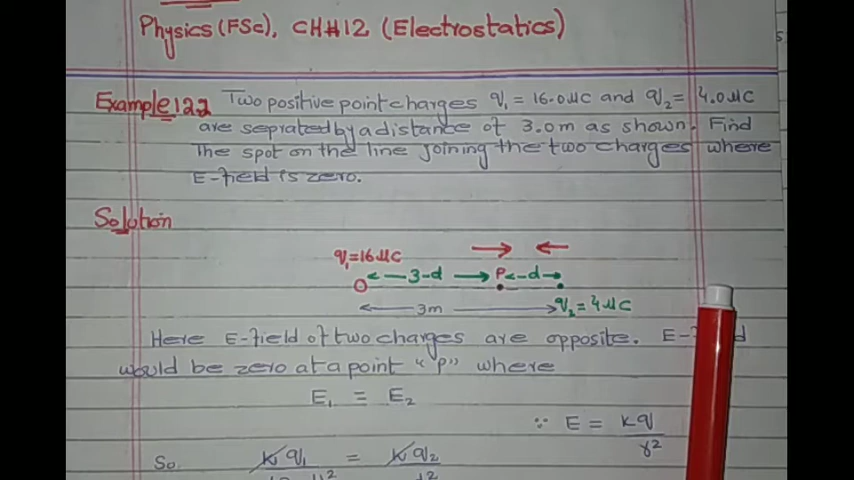 Physics (FSc), CH#12 (Electrostatics)
Example 12.2 Two positive point charges q₁ = 16.0μC and q₂ = 4.0μC
are seprated by a distance of 3.0m as shown. Find
the spot on the line joining the two charges where
E-field is zero.
Solution
q₁=16μC
3-d P d
3m q₂=4μC
Here E-field of two charges are opposite. E-
would be zero at a point "P" where
E₁ = E₂
∵ E = kq/r²
So kq₁ = kq₂